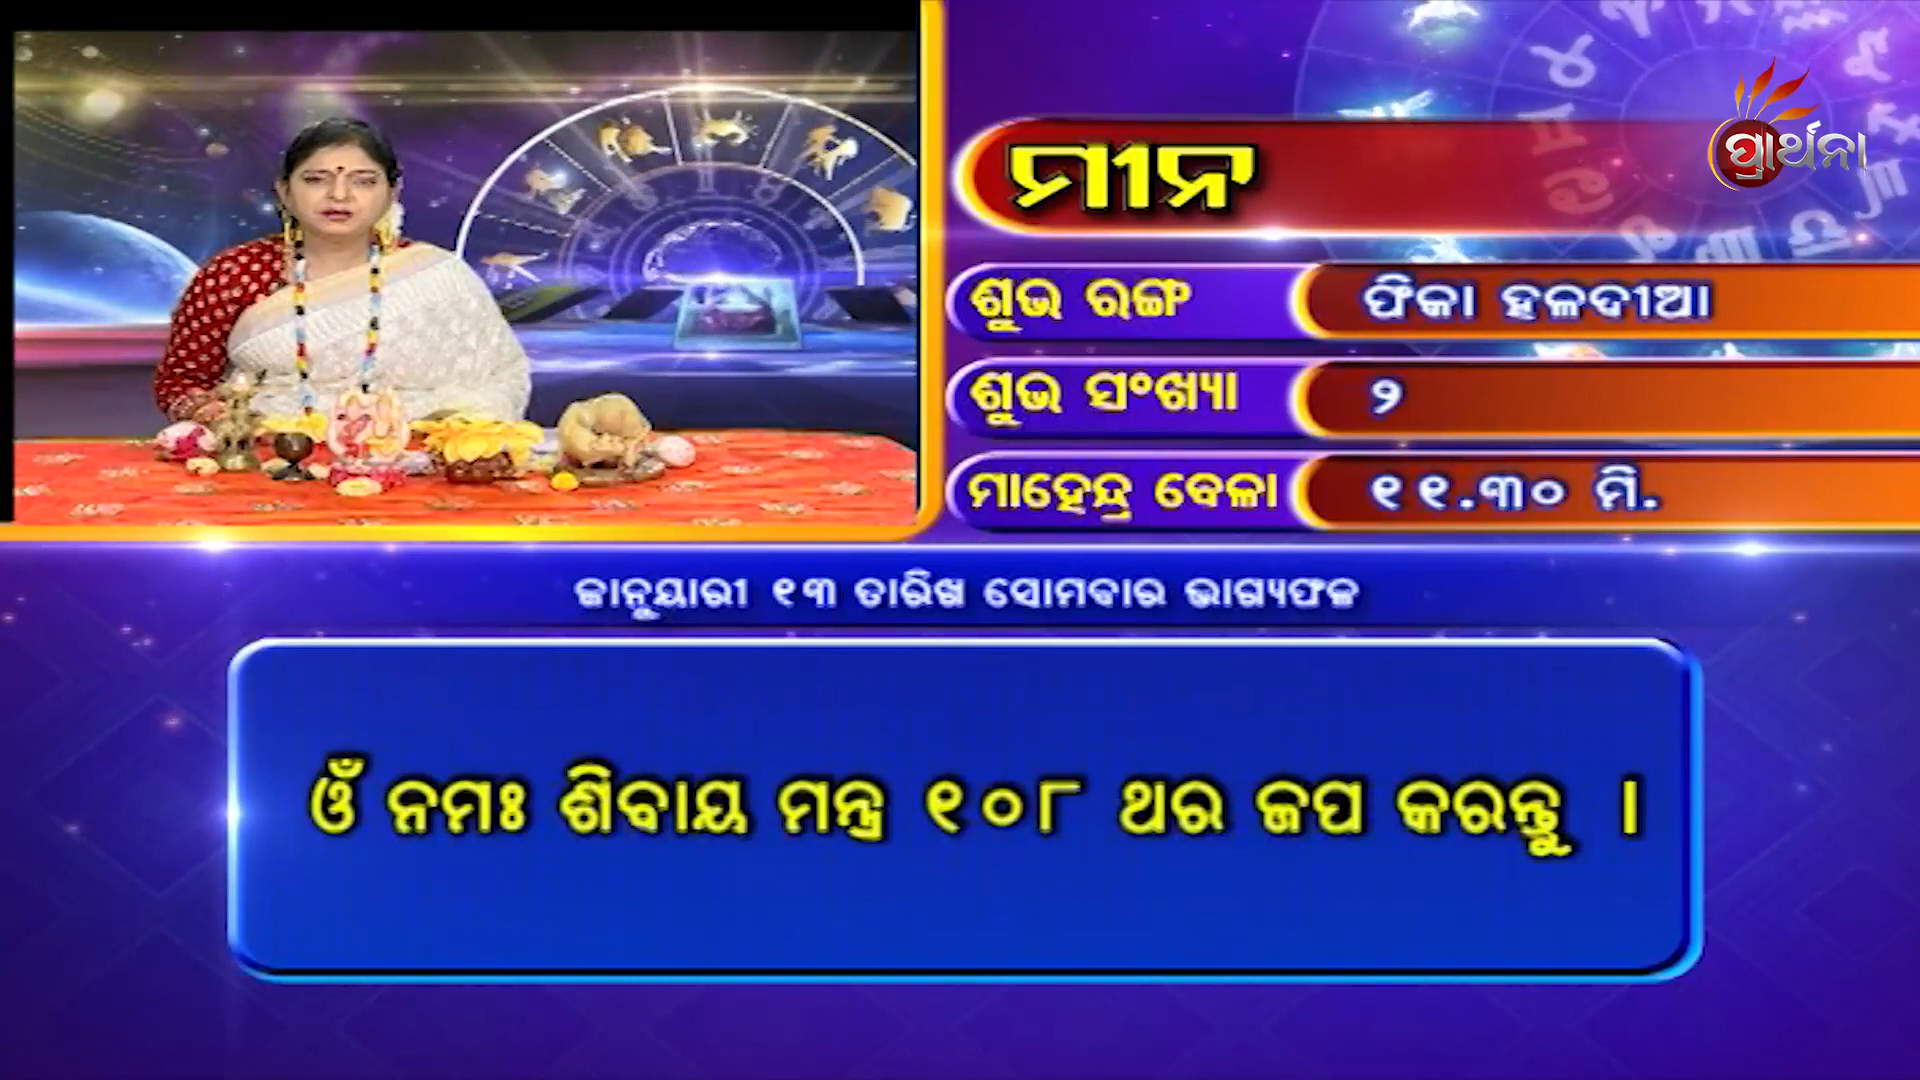 ମୀନ
ପ୍ରାର୍ଥନା
ଶୁଭ ରଙ୍ଗ ଫିକା ହଳଦୀଆ
ଶୁଭ ସଂଖ୍ୟା ୨
ମାହେନ୍ଦ୍ର ବେଳା ୧୧.୩୦ ମି.
ଜାନୁୟାରୀ ୧୩ ତାରିଖ ସୋମବାର ଭାଗ୍ୟଫଳ
ଓଁ ନମଃ ଶିବାୟ ମନ୍ତ୍ର ୧୦୮ ଥର ଜପ କରନ୍ତୁ ।